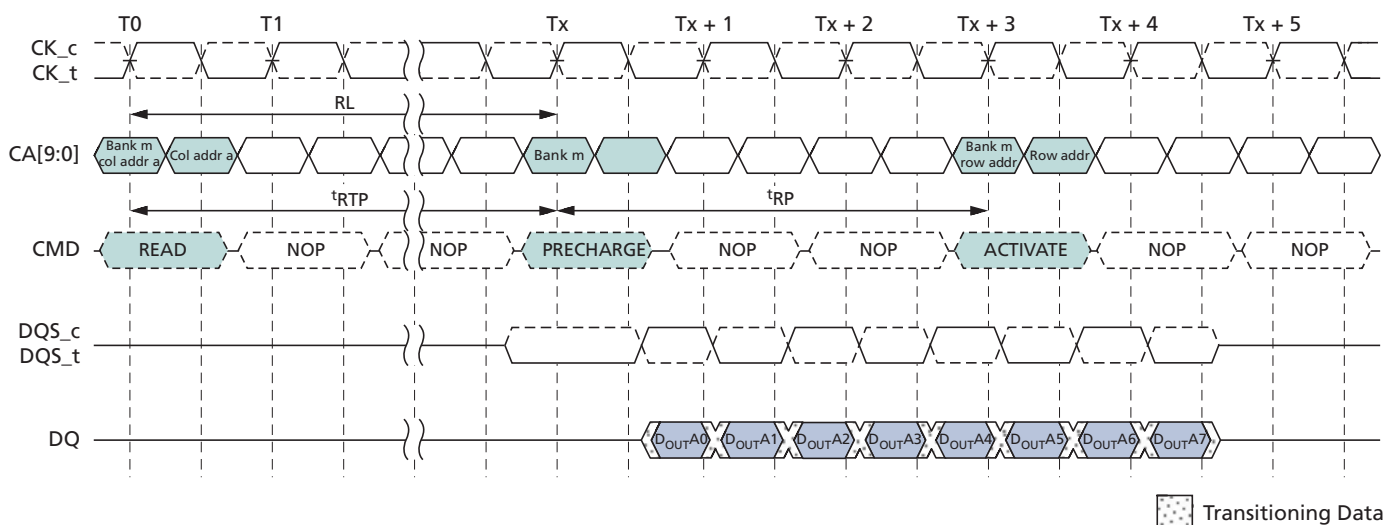 T0 T1 Tx Tx + 1 Tx + 2 Tx + 3 Tx + 4 Tx + 5
CK_c
CK_t
RL
CA[9:0] Bank m col addr a Col addr a Bank m Bank m row addr Row addr
tRTP tRP
CMD READ NOP NOP PRECHARGE NOP NOP ACTIVATE NOP NOP
DQS_c
DQS_t
DQ DOUTA0 DOUTA1 DOUTA2 DOUTA3 DOUTA4 DOUTA5 DOUTA6 DOUTA7
Transitioning Data